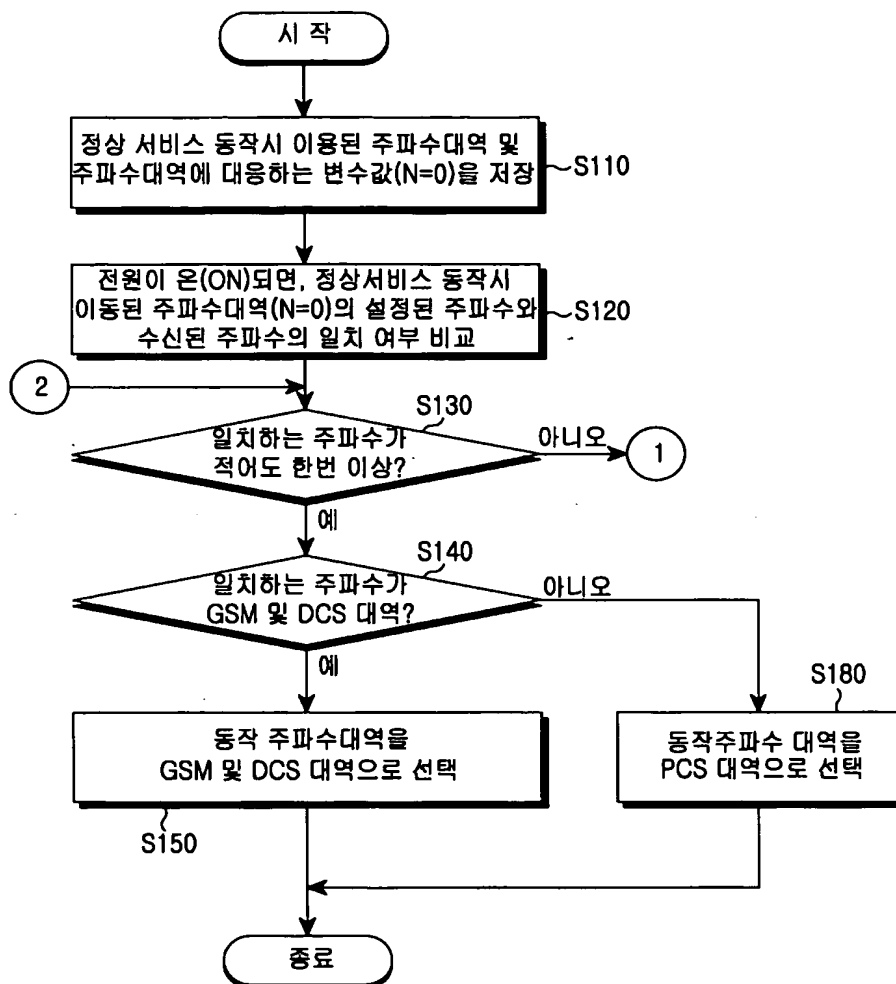 시 작
정상 서비스 동작시 이용된 주파수대역 및
주파수대역에 대응하는 변수값(N=0)을 저장
S110
전원이 온(ON)되면, 정상서비스 동작시
이동된 주파수대역(N=0)의 설정된 주파수와
수신된 주파수의 일치 여부 비교
S120
2
S130
일치하는 주파수가
적어도 한번 이상?
아니오
1
예
S140
일치하는 주파수가
GSM 및 DCS 대역?
아니오
예
S180
동작 주파수대역을
GSM 및 DCS 대역으로 선택
동작주파수 대역을
PCS 대역으로 선택
S150
종료